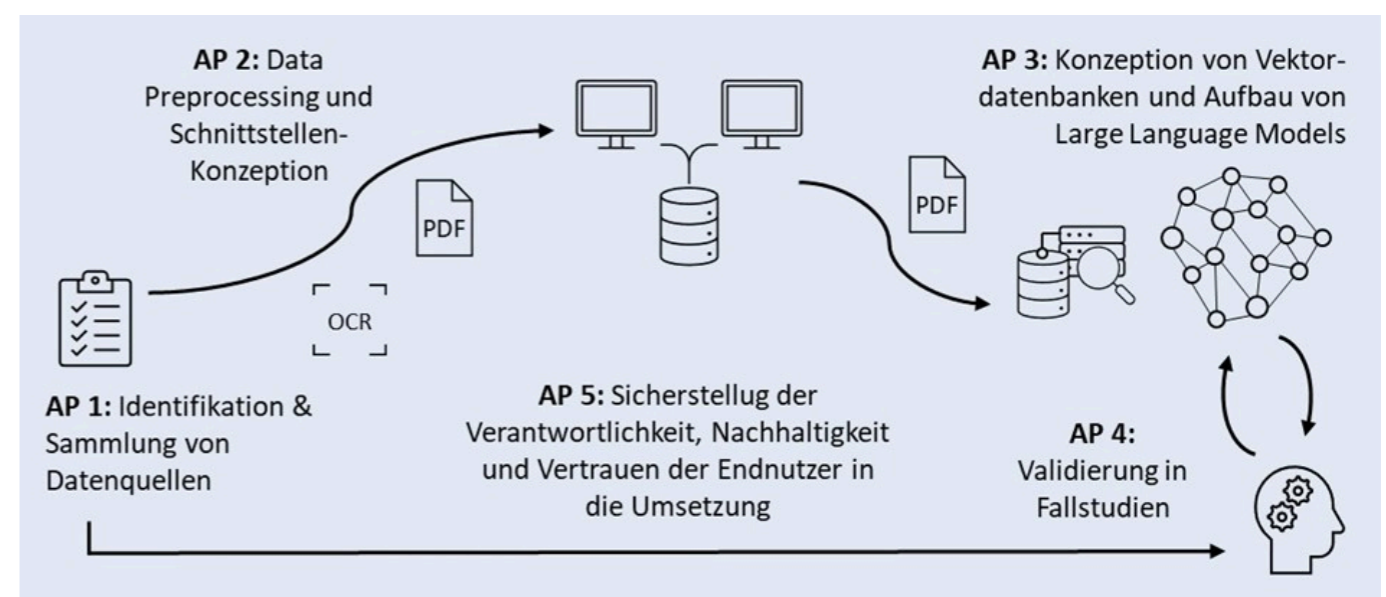 AP 2: Data
Preprocessing und
Schnittstellen-
Konzeption
PDF
OCR
AP 1: Identifikation &
Sammlung von
Datenquellen
AP 3: Konzeption von Vektor-
datenbanken und Aufbau von
Large Language Models
PDF
AP 5: Sicherstellug der
Verantwortlichkeit, Nachhaltigkeit
und Vertrauen der Endnutzer in
die Umsetzung
AP 4:
Validierung in
Fallstudien